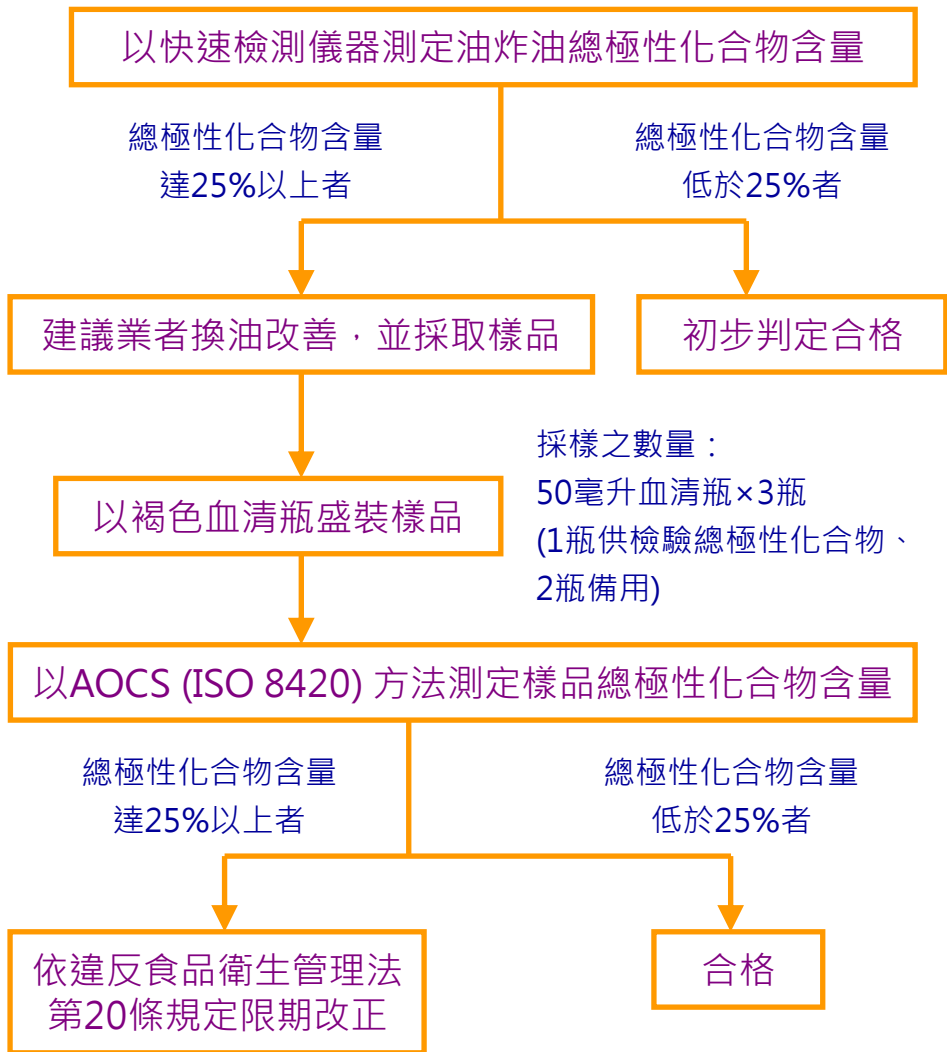 以快速檢測儀器測定油炸油總極性化合物含量
總極性化合物含量
達25%以上者
總極性化合物含量
低於25%者
建議業者換油改善，並採取樣品
初步判定合格
以褐色血清瓶盛裝樣品
採樣之數量：
50毫升血清瓶×3瓶
(1瓶供檢驗總極性化合物、
2瓶備用)
以AOCS (ISO 8420) 方法測定樣品總極性化合物含量
總極性化合物含量
達25%以上者
總極性化合物含量
低於25%者
依違反食品衛生管理法
第20條規定限期改正
合格